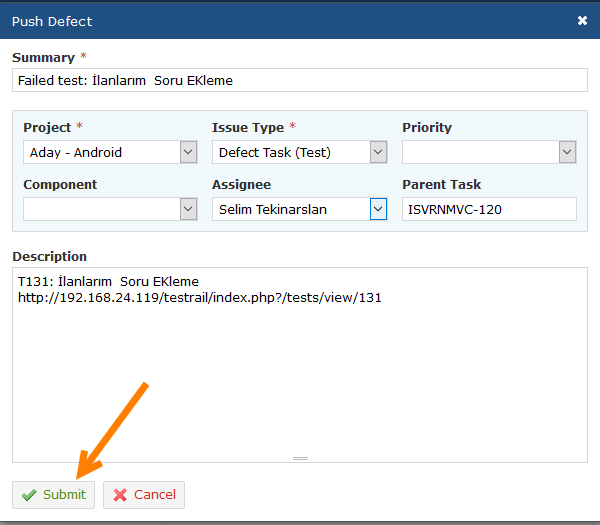 Push Defect
Summary *
Failed test: İlanlarım  Soru EKleme
Project * Issue Type * Priority
Aday - Android Defect Task (Test)
Component Assignee Parent Task
Selim Tekinarslan ISVRNMVC-120
Description
T131: İlanlarım  Soru EKleme
http://192.168.24.119/testrail/index.php?/tests/view/131
Submit Cancel